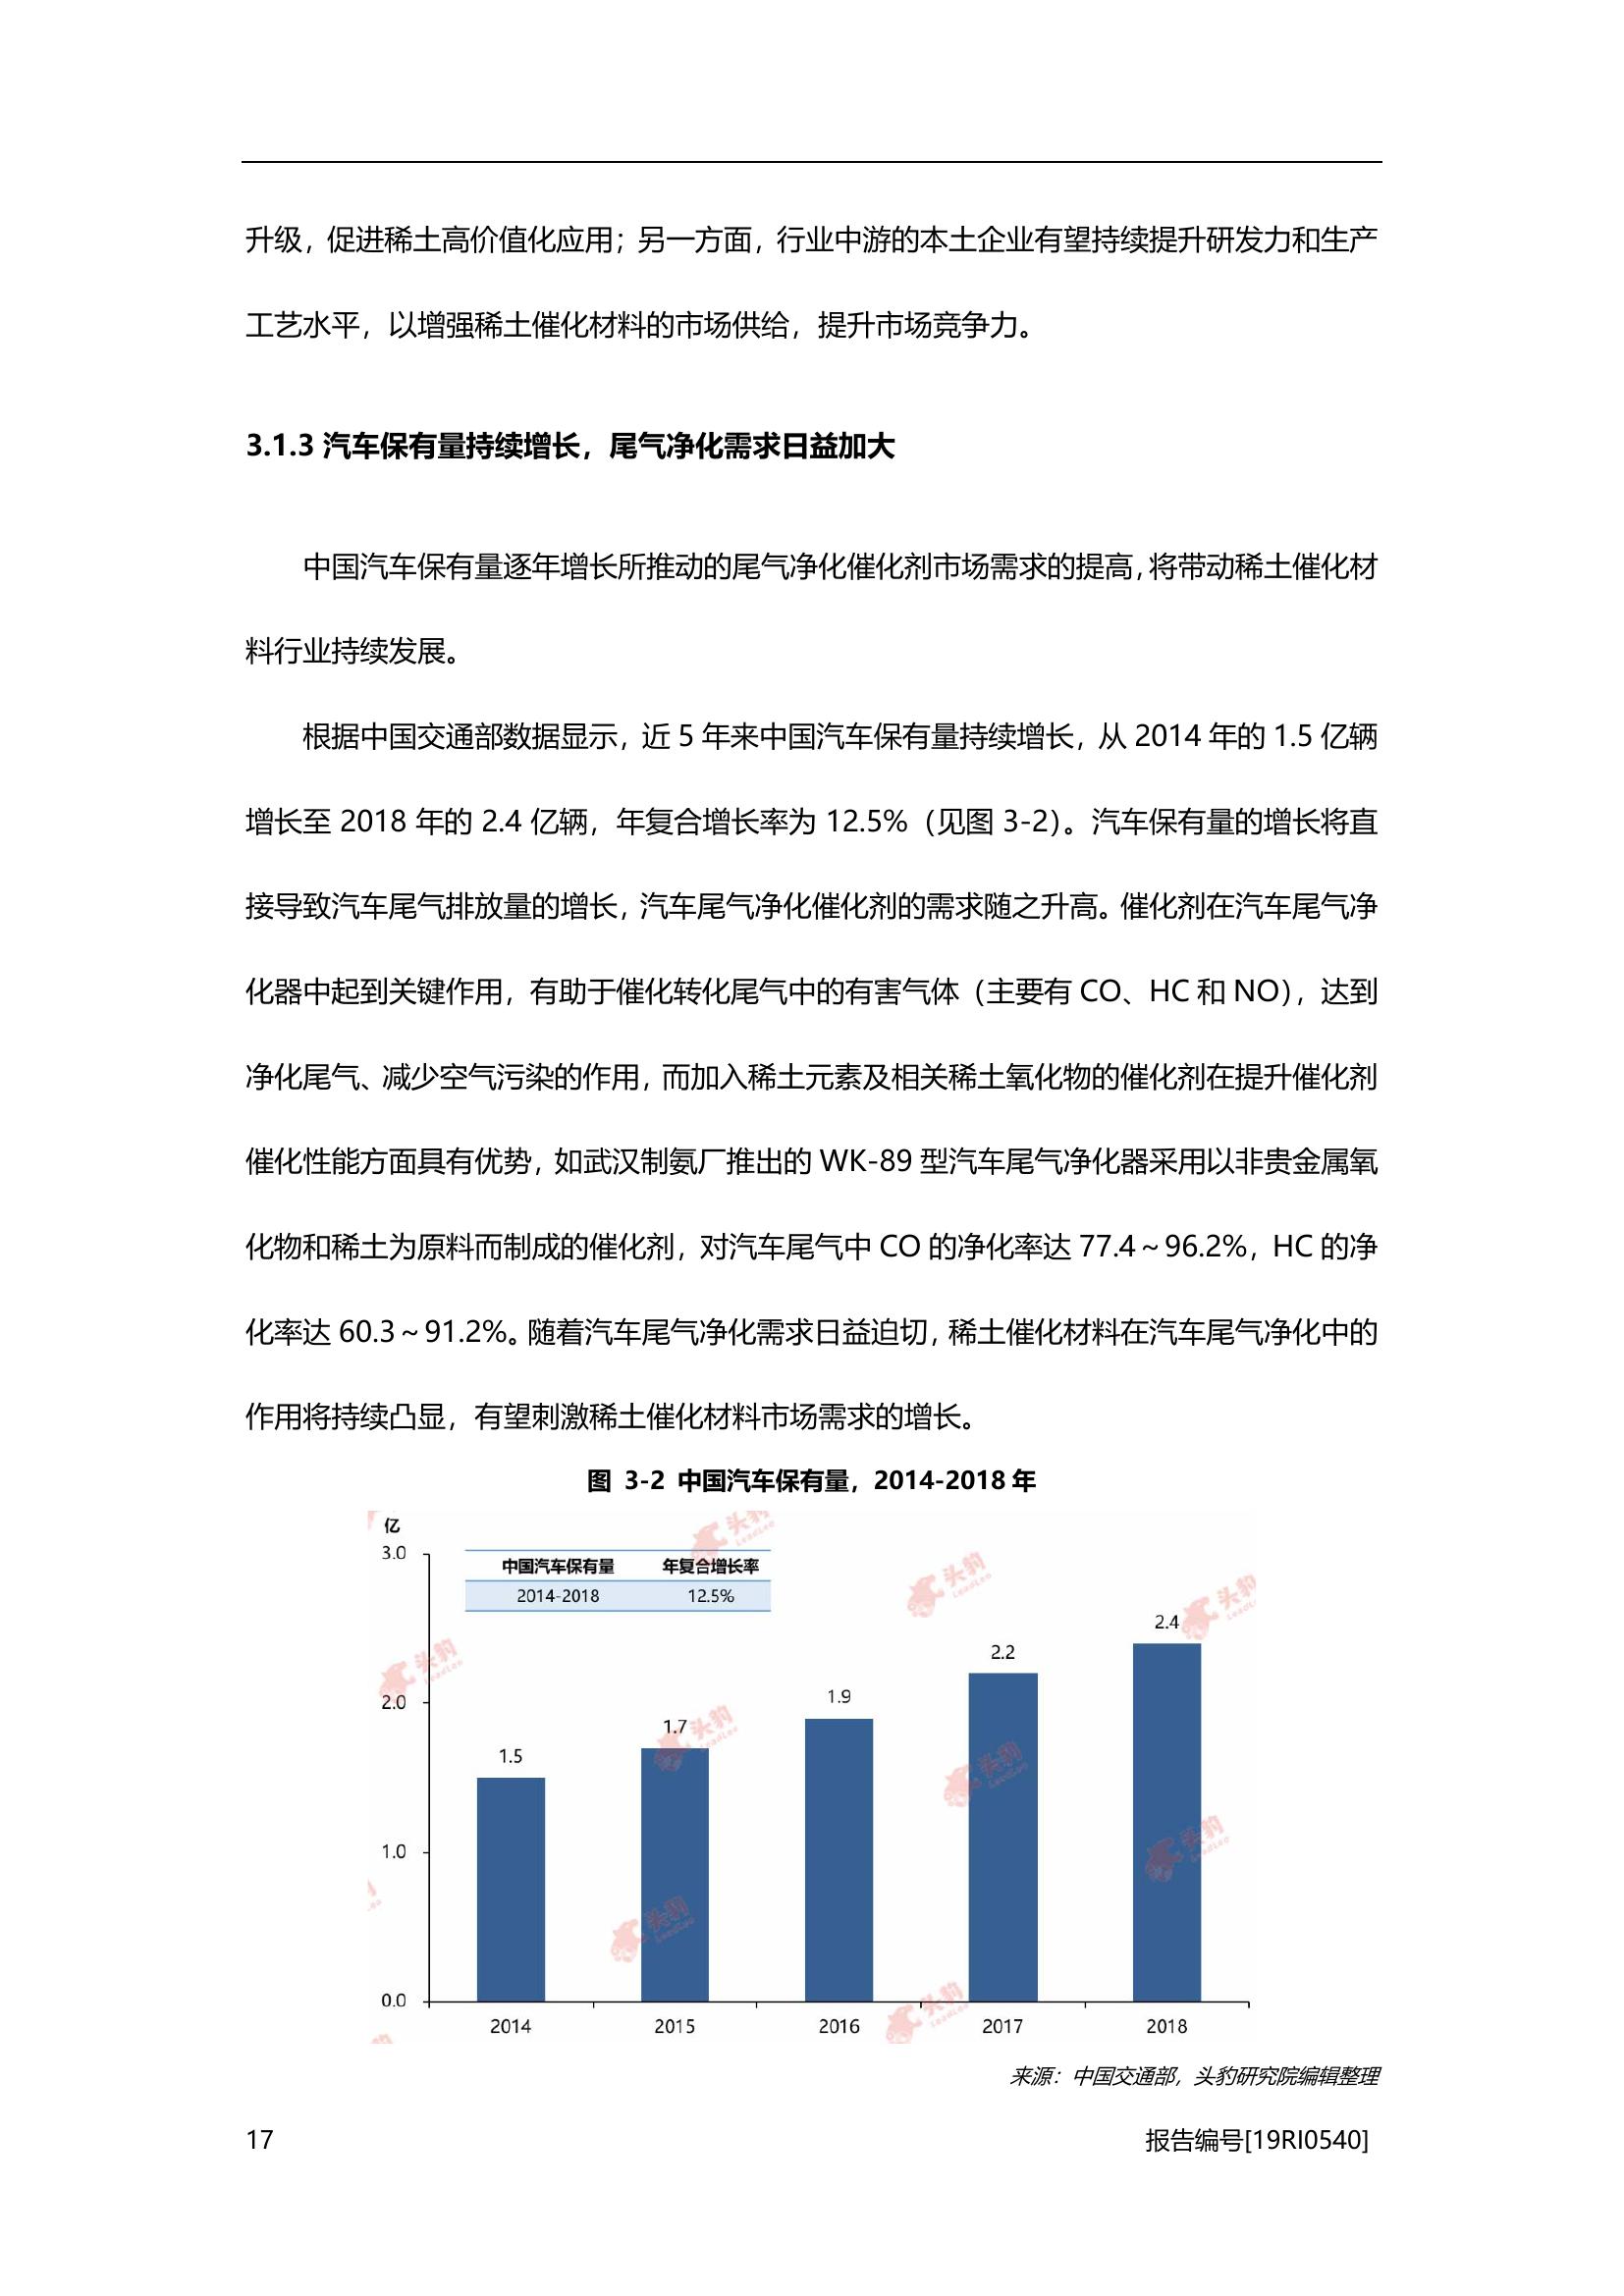 升级，促进稀土高价值化应用；另一方面，行业中游的本土企业有望持续提升研发力和生产
工艺水平，以增强稀土催化材料的市场供给，提升市场竞争力。
3.1.3 汽车保有量持续增长，尾气净化需求日益加大
中国汽车保有量逐年增长所推动的尾气净化催化剂市场需求的提高，将带动稀土催化材
料行业持续发展。
根据中国交通部数据显示，近 5 年来中国汽车保有量持续增长，从 2014 年的 1.5 亿辆
增长至 2018 年的 2.4 亿辆，年复合增长率为 12.5%（见图 3-2）。汽车保有量的增长将直
接导致汽车尾气排放量的增长，汽车尾气净化催化剂的需求随之升高。催化剂在汽车尾气净
化器中起到关键作用，有助于催化转化尾气中的有害气体（主要有 CO、HC 和 NO），达到
净化尾气、减少空气污染的作用，而加入稀土元素及相关稀土氧化物的催化剂在提升催化剂
催化性能方面具有优势，如武汉制氨厂推出的 WK-89 型汽车尾气净化器采用以非贵金属氧
化物和稀土为原料而制成的催化剂，对汽车尾气中 CO 的净化率达 77.4～96.2%，HC 的净
化率达 60.3～91.2%。随着汽车尾气净化需求日益迫切，稀土催化材料在汽车尾气净化中的
作用将持续凸显，有望刺激稀土催化材料市场需求的增长。
图 3-2 中国汽车保有量，2014-2018 年
亿
3.0
中国汽车保有量 年复合增长率
2014-2018 12.5%
2.4
2.2
2.0
1.9
1.7
1.5
1.0
0.0
2014 2015 2016 2017 2018
头豹
LeadLeo
来源：中国交通部，头豹研究院编辑整理
17 报告编号[19RI0540]